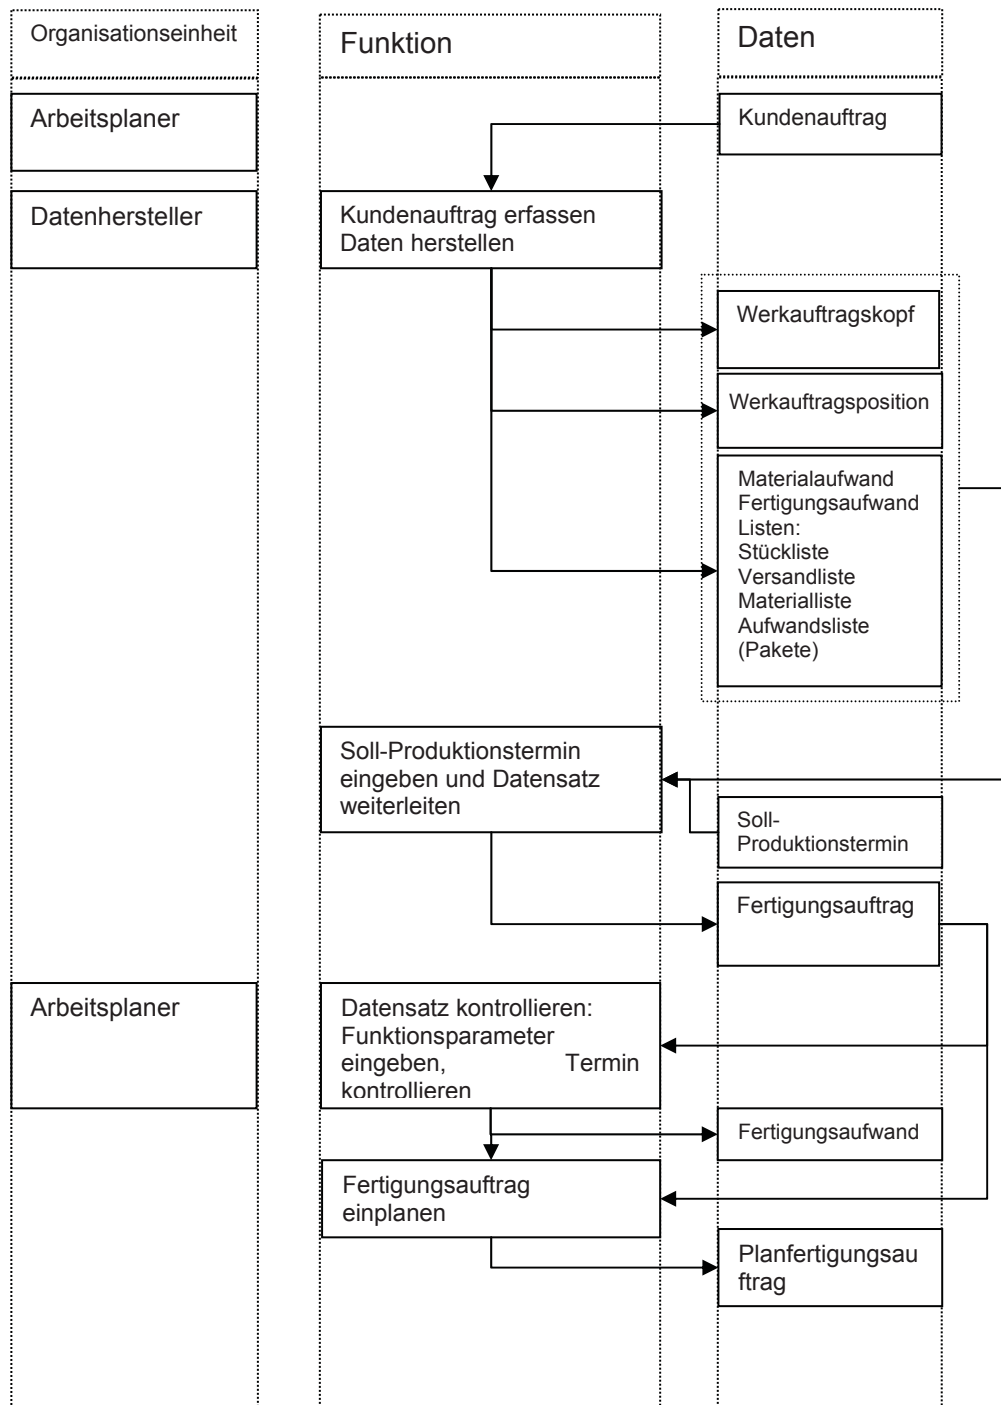 Organisationseinheit
Funktion
Daten
Arbeitsplaner
Kundenauftrag
Datenhersteller
Kundenauftrag erfassen
Daten herstellen
Werkauftragskopf
Werkauftragsposition
Materialaufwand
Fertigungsaufwand
Listen:
Stückliste
Versandliste
Materialliste
Aufwandsliste
(Pakete)
Soll-Produktionstermin
eingeben und Datensatz
weiterleiten
Soll-
Produktionstermin
Fertigungsauftrag
Arbeitsplaner
Datensatz kontrollieren:
Funktionsparameter
eingeben, Termin
kontrollieren
Fertigungsaufwand
Fertigungsauftrag
einplanen
Planfertigungsau
ftrag